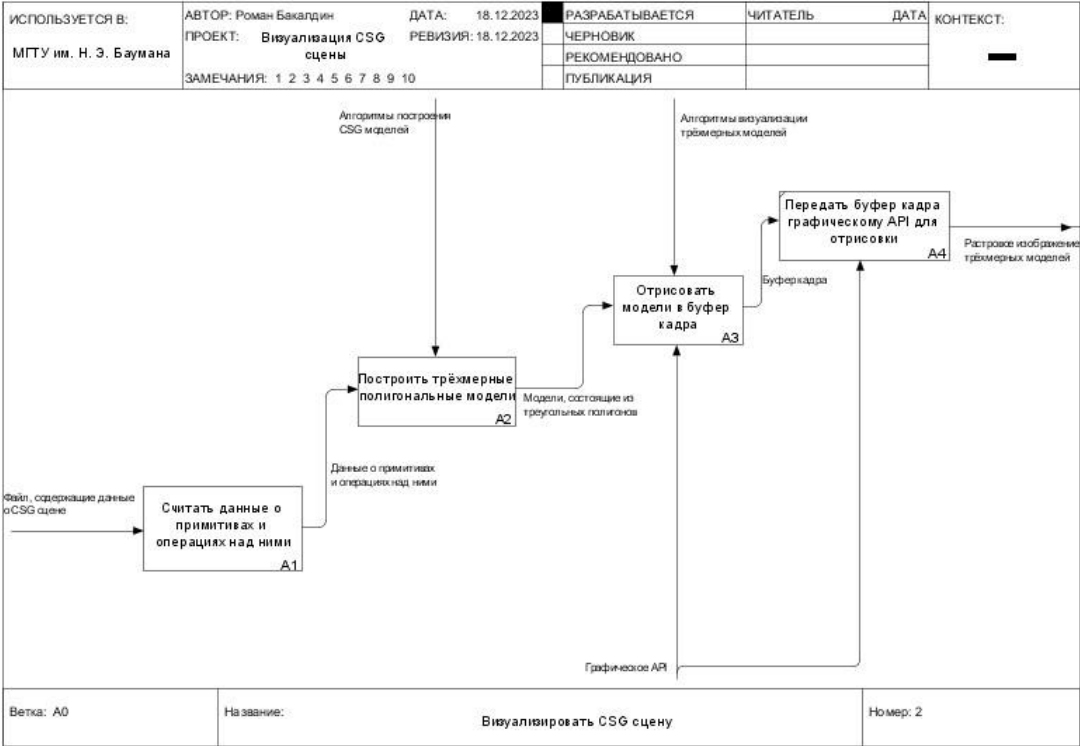 ИСПОЛЬЗУЕТСЯ В:
МГТУ им. Н. Э. Баумана
АВТОР: Роман Бакалдин
ДАТА: 18.12.2023
ПРОЕКТ: Визуализация CSG
сцены
РЕВИЗИЯ: 18.12.2023
ЗАМЕЧАНИЯ: 1 2 3 4 5 6 7 8 9 10
РАЗРАБАТЫВАЕТСЯ
ЧЕРНОВИК
РЕКОМЕНДОВАНО
ПУБЛИКАЦИЯ
ЧИТАТЕЛЬ
ДАТА
КОНТЕКСТ:
Алгоритмы построения
CSG моделей
Алгоритмы визуализации
трёхмерных моделей
Передать буфер кадра
графическому API для
отрисовки
A4
Растровое изображение
трёхмерных моделей
Буфер кадра
Отрисовать
модели в буфер
кадра
A3
Построить трёхмерные
полигональные модели
A2
Модели, состоящие из
треугольных полигонов
Данные о примитивах
и операциях над ними
Файл, содержащие данные
о CSG сцене
Считать данные о
примитивах и
операциях над ними
A1
Графическое API
Ветка: A0
Название:
Визуализировать CSG сцену
Номер: 2